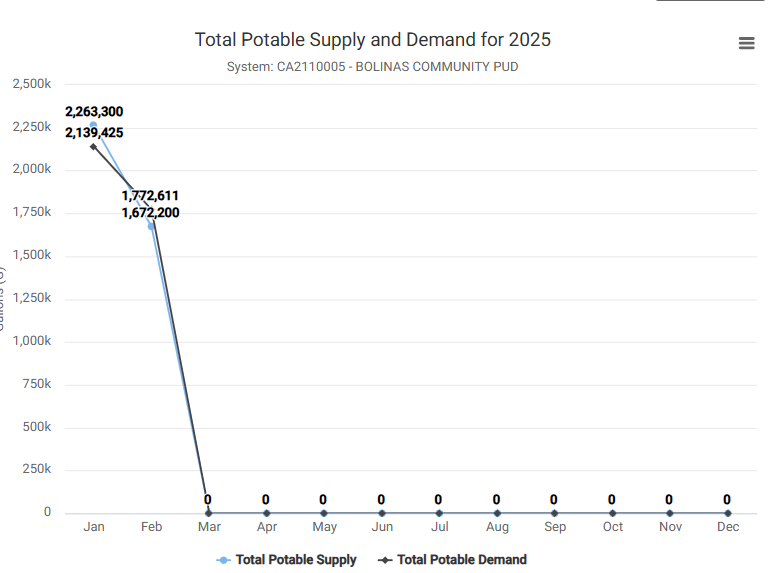 Total Potable Supply and Demand for 2025
System: CA2110005 - BOLINAS COMMUNITY PUD
2,500k
2,250k
2,000k
1,750k
1,500k
1,250k
1,000k
750k
500k
250k
0
2,263,300
2,139,425
1,772,611
1,672,200
0 0 0 0 0 0 0 0 0 0
Jan Feb Mar Apr May Jun Jul Aug Sep Oct Nov Dec
Total Potable Supply Total Potable Demand